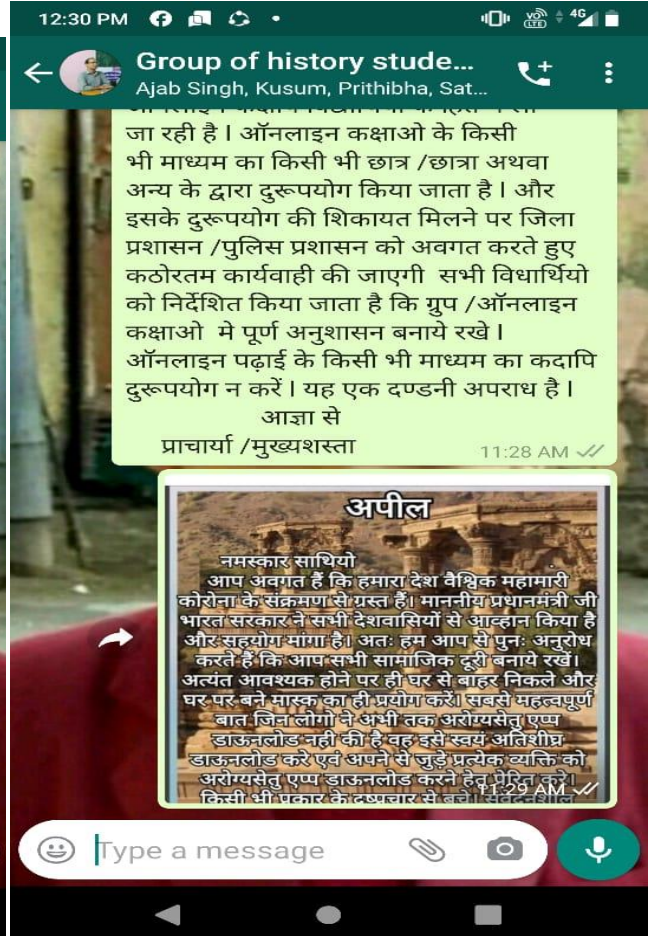 12:30 PM
4G
VO
LTE
Group of history stude...
Ajab Singh, Kusum, Prithibha, Sat...
जा रही है । ऑनलाइन कक्षाओ के किसी
भी माध्यम का किसी भी छात्र /छात्रा अथवा
अन्य के द्वारा दुरूपयोग किया जाता है । और
इसके दुरूपयोग की शिकायत मिलने पर जिला
प्रशासन /पुलिस प्रशासन को अवगत करते हुए
कठोरतम कार्यवाही की जाएगी सभी विधार्थियो
को निर्देशित किया जाता है कि ग्रुप /ऑनलाइन
कक्षाओ मे पूर्ण अनुशासन बनाये रखे ।
ऑनलाइन पढ़ाई के किसी भी माध्यम का कदापि
दुरूपयोग न करें । यह एक दण्डनी अपराध है ।
आज्ञा से
प्राचार्या /मुख्यशस्ता
11:28 AM
अपील
नमस्कार साथियो
आप अवगत हैं कि हमारा देश वैश्विक महामारी
कोरोना के संक्रमण से ग्रस्त हैं। माननीय प्रधानमंत्री जी
भारत सरकार ने सभी देशवासियों से आव्हान किया है
और सहयोग मांगा है। अतः हम आप से पुनः अनुरोध
करते हैं कि आप सभी सामाजिक दूरी बनाये रखें।
अत्यंत आवश्यक होने पर ही घर से बाहर निकले और
घर पर बने मास्क का ही प्रयोग करें। सबसे महत्वपूर्ण
बात जिन लोगो ने अभी तक अरोग्यसेतु एप्प
डाऊनलोड नही की है वह इसे स्वयं अतिशीघ्र
डाऊनलोड करे एवं अपने से जुड़े प्रत्येक व्यक्ति को
अरोग्यसेतु एप्प डाऊनलोड करने हेतु प्रेरित करे।
11:29 AM
किसी भी प्रकार के दुष्प्रचार से बचे।
Type a message